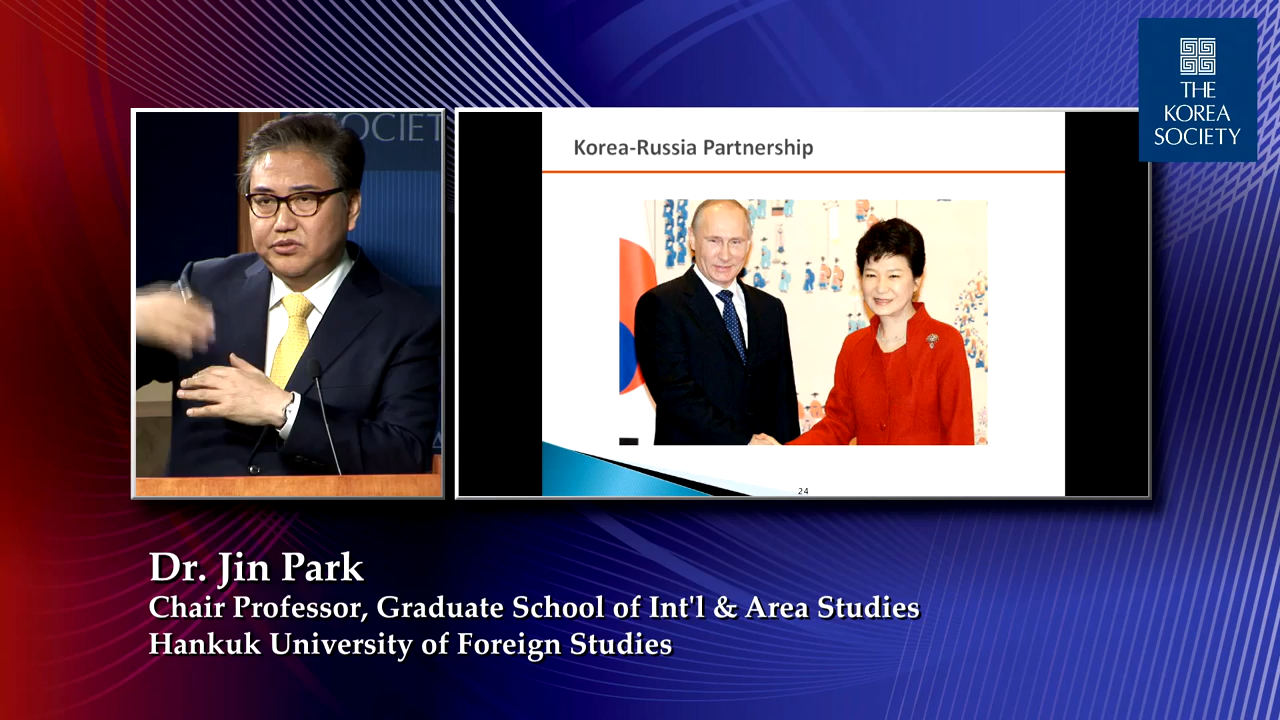 THE
KOREA
SOCIETY
OCIET
Korea-Russia Partnership
24
Dr. Jin Park
Chair Professor, Graduate School of Int'l & Area Studies
Hankuk University of Foreign Studies